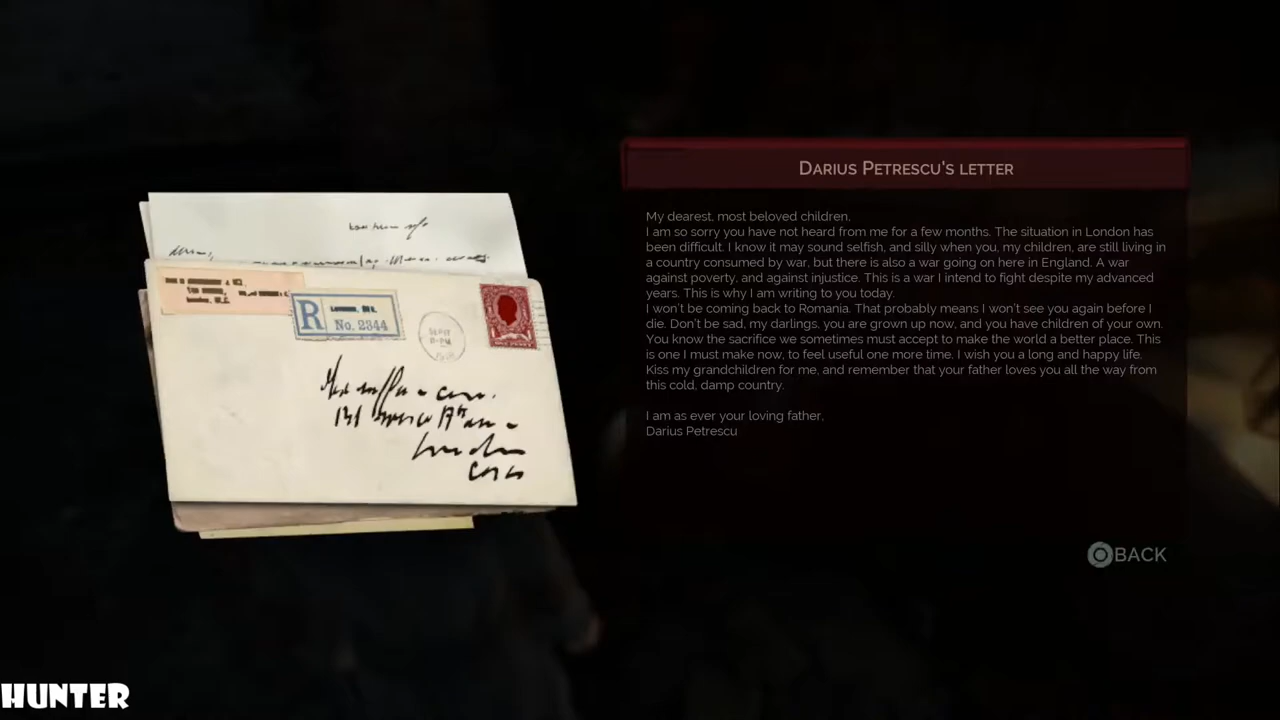 DARIUS PETRESCU'S LETTER
My dearest, most beloved children,
I am so sorry you have not heard from me for a few months. The situation in London has
been difficult. I know it may sound selfish, and silly when you, my children, are still living in
a country consumed by war, but there is also a war going on here in England. A war
against poverty, and against injustice. This is a war I intend to fight despite my advanced
years. This is why I am writing to you today.
I won't be coming back to Romania. That probably means I won't see you again before I
die. Don't be sad, my darlings, you are grown up now, and you have children of your own.
You know the sacrifice we sometimes must accept to make the world a better place. This
is one I must make now, to feel useful one more time. I wish you a long and happy life.
Kiss my grandchildren for me, and remember that your father loves you all the way from
this cold, damp country.
I am as ever your loving father,
Darius Petrescu
R
No. 2344
BACK
HUNTER